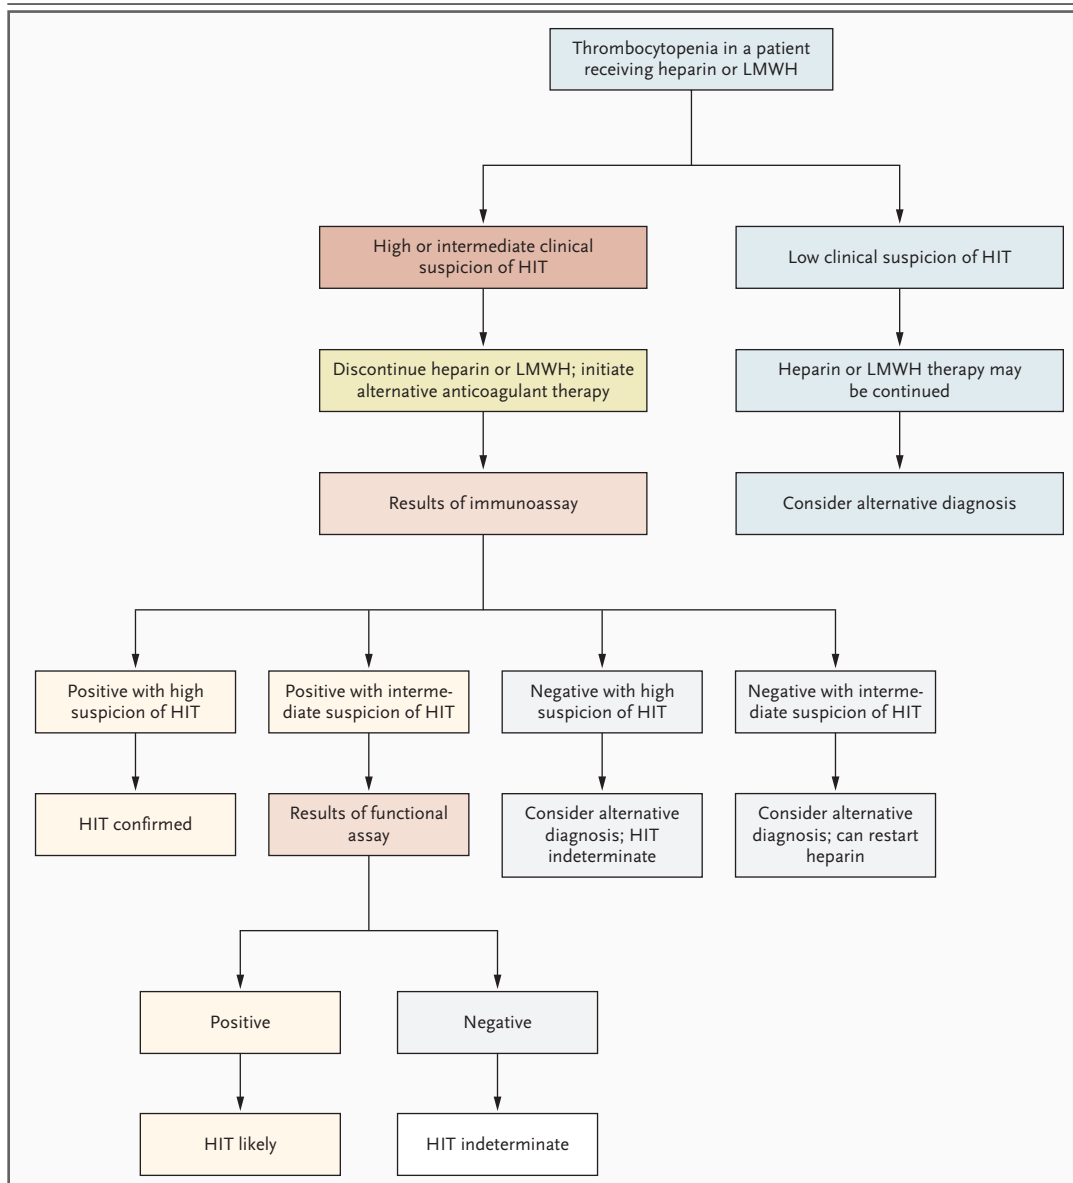 Thrombocytopenia in a patient
receiving heparin or LMWH
High or intermediate clinical
suspicion of HIT
Low clinical suspicion of HIT
Discontinue heparin or LMWH; initiate
alternative anticoagulant therapy
Heparin or LMWH therapy may
be continued
Results of immunoassay
Consider alternative diagnosis
Positive with high
suspicion of HIT
Positive with interme-
diate suspicion of HIT
Negative with high
suspicion of HIT
Negative with interme-
diate suspicion of HIT
HIT confirmed
Results of functional
assay
Consider alternative
diagnosis; HIT
indeterminate
Consider alternative
diagnosis; can restart
heparin
Positive
Negative
HIT likely
HIT indeterminate